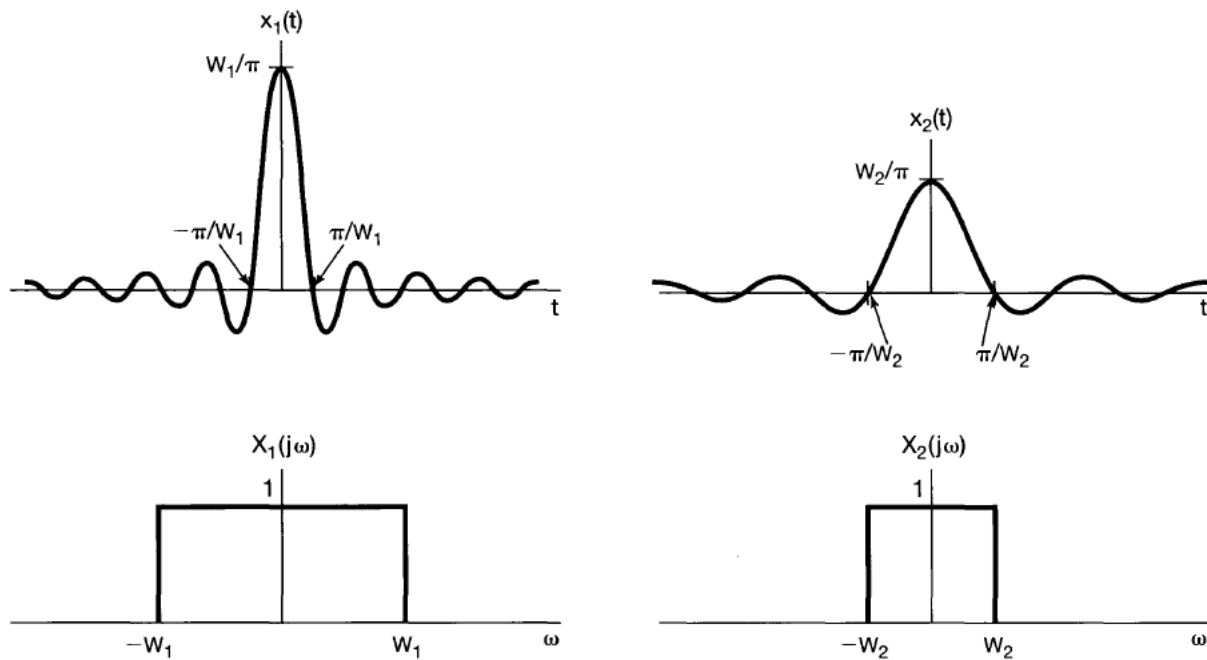 x₁(t)
W₁/π
−π/W₁
π/W₁
t
x₂(t)
W₂/π
−π/W₂
π/W₂
t
X₁(jω)
1
−W₁
W₁
ω
X₂(jω)
1
−W₂
W₂
ω